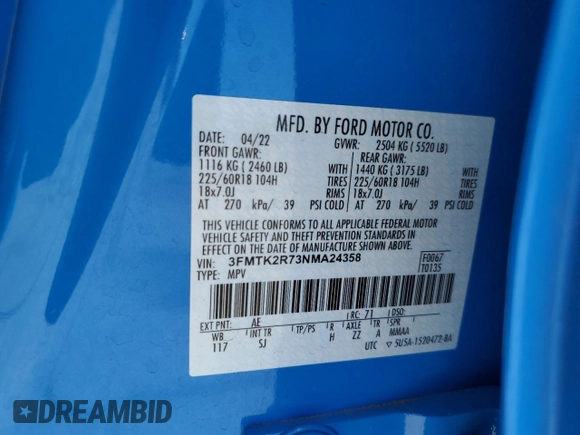 MFD. BY FORD MOTOR CO.
DATE: 04/22 GVWR: 2504 KG ( 5520 LB)
FRONT GAWR: REAR GAWR:
1116 KG ( 2460 LB) WITH 1440 KG ( 3175 LB) WITH
225/60R18 104H TIRES 225/60R18 104H TIRES
18x7.0J RIMS 18x7.0J RIMS
AT 270 kPa/ 39 PSI COLD AT 270 kPa/ 39 PSI COLD
THIS VEHICLE CONFORMS TO ALL APPLICABLE FEDERAL MOTOR
VEHICLE SAFETY AND THEFT PREVENTION STANDARDS IN
EFFECT ON THE DATE OF MANUFACTURE SHOWN ABOVE.
VIN: 3FMTK2R73NMA24358 F0067
TYPE: MPV T0135
EXT PNT: AE RC: 71 DSO:
WB INT TR TP/PS R AXLE TR SPR
117 SJ H ZZ A MMAA
UTC ▽ 5USA-1520472-BA
DREAMBID